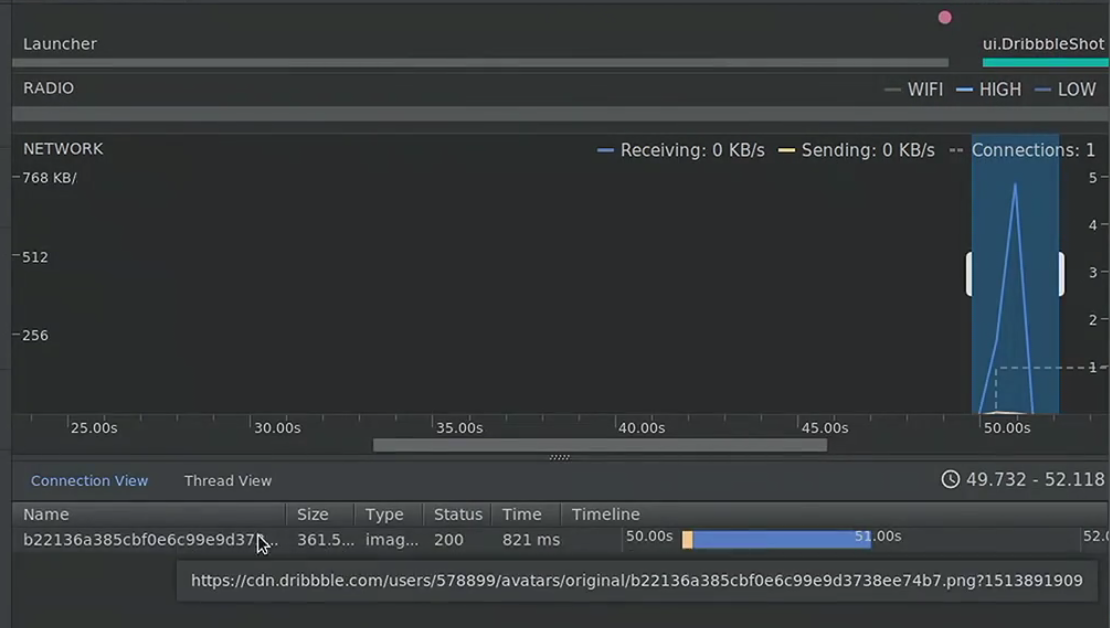 Launcher ui.DribbbleShot
RADIO WIFI HIGH LOW
NETWORK Receiving: 0 KB/s Sending: 0 KB/s Connections: 1
768 KB/ 5
4
512
3
2
256
1
25.00s 30.00s 35.00s 40.00s 45.00s 50.00s
Connection View Thread View 49.732 - 52.118
Name Size Type Status Time Timeline
b22136a385cbf0e6c99e9d37... 361.5... imag... 200 821 ms 50.00s 51.00s 52.0
https://cdn.dribbble.com/users/578899/avatars/original/b22136a385cbf0e6c99e9d3738ee74b7.png?1513891909